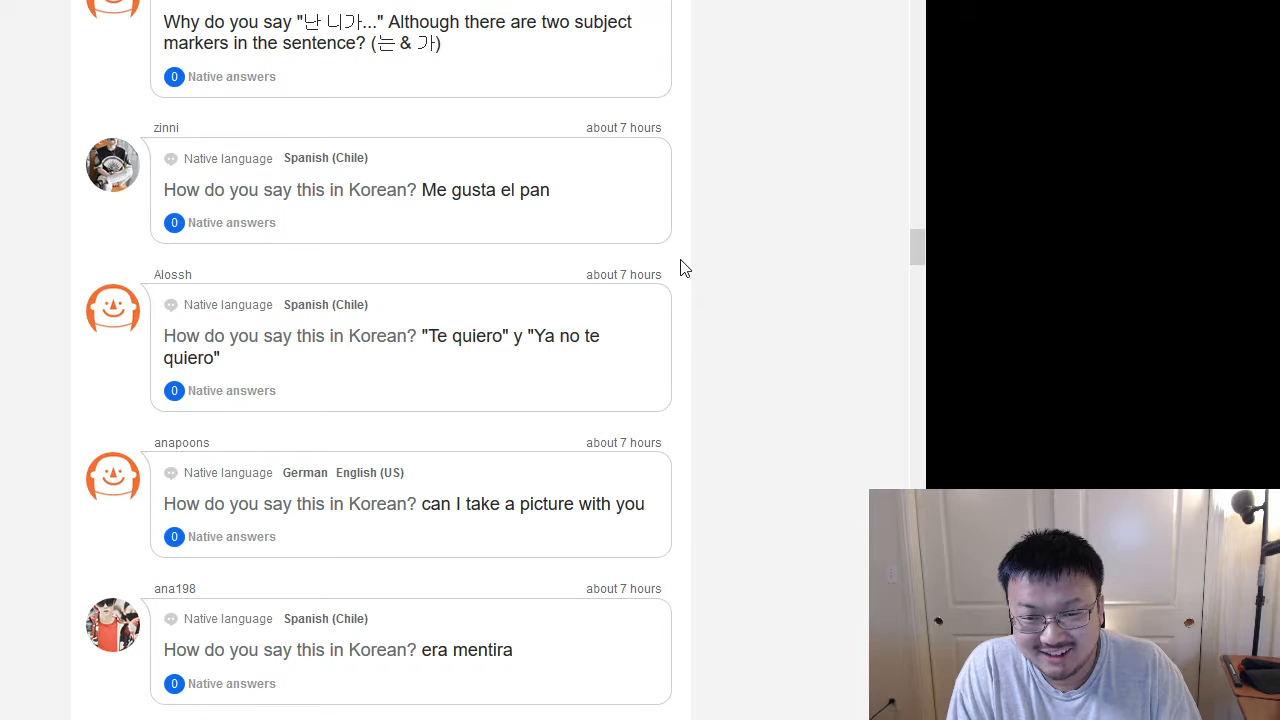 Why do you say "난 니가..." Although there are two subject
markers in the sentence? (는 & 가)
0 Native answers
zinni about 7 hours
Native language Spanish (Chile)
How do you say this in Korean? Me gusta el pan
0 Native answers
Alossh about 7 hours
Native language Spanish (Chile)
How do you say this in Korean? "Te quiero" y "Ya no te
quiero"
0 Native answers
anapoons about 7 hours
Native language German English (US)
How do you say this in Korean? can I take a picture with you
0 Native answers
ana198 about 7 hours
Native language Spanish (Chile)
How do you say this in Korean? era mentira
0 Native answers